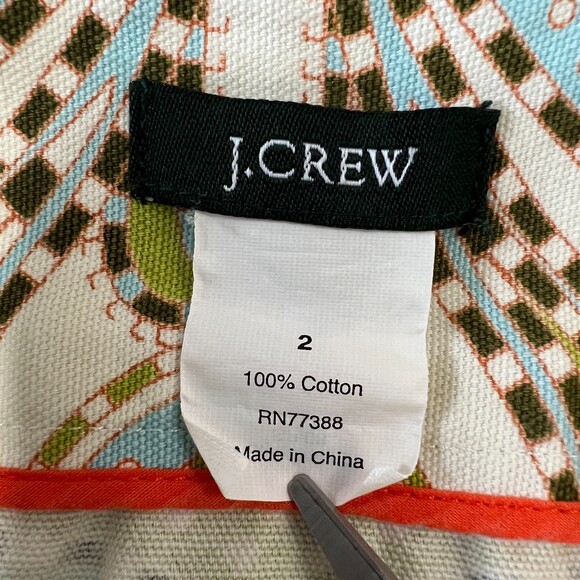 J.CREW
2
100% Cotton
RN77388
Made in China